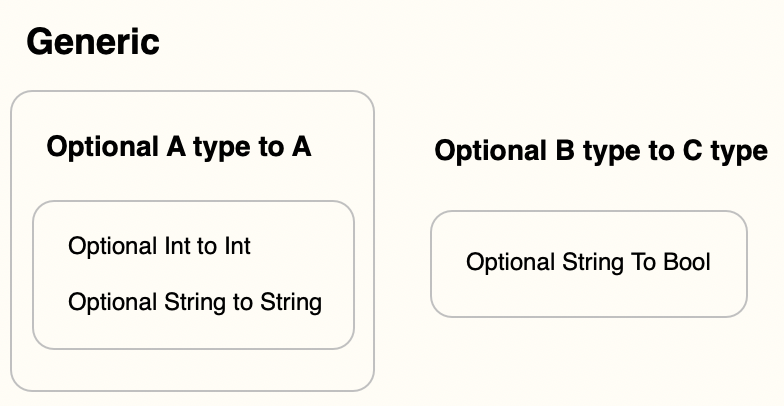 Generic
Optional A type to A
Optional Int to Int
Optional String to String
Optional B type to C type
Optional String To Bool